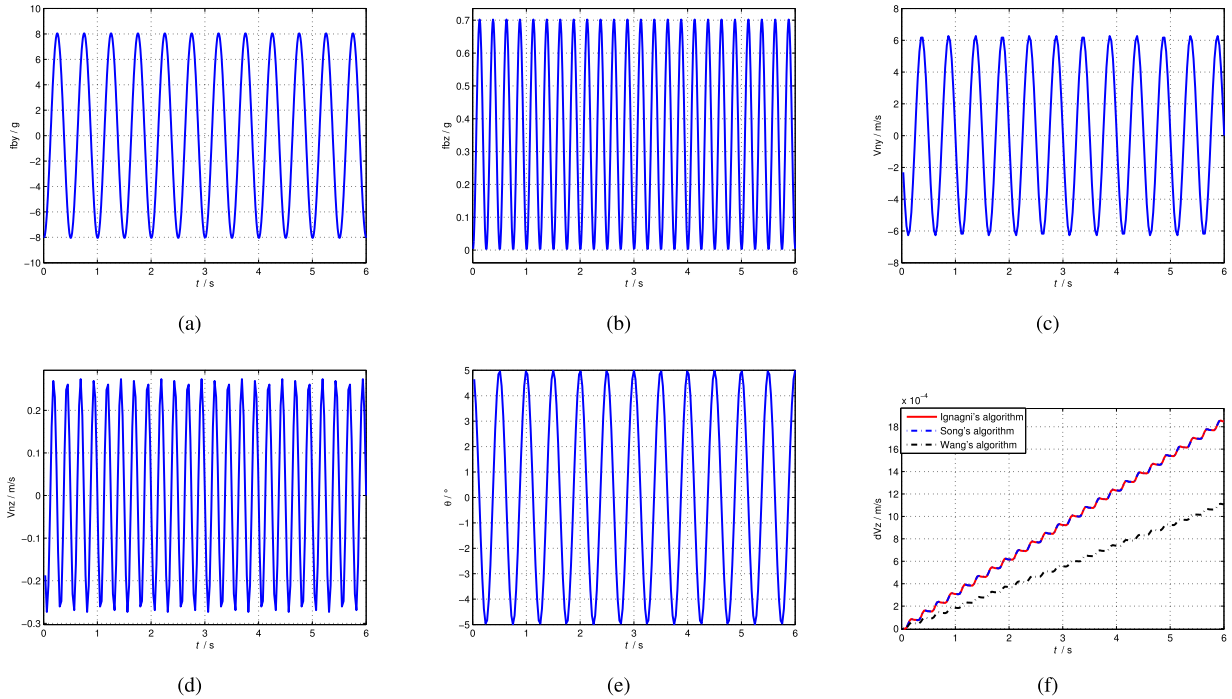 10
8
6
4
2
0
−2
−4
−6
−8
−10
fby / g
0 1 2 3 4 5 6
t / s
(a)
0.7
0.6
0.5
0.4
0.3
0.2
0.1
0
fbz / g
0 1 2 3 4 5 6
t / s
(b)
8
6
4
2
0
−2
−4
−6
−8
Vny / m/s
0 1 2 3 4 5 6
t / s
(c)
0.2
0.1
0
−0.1
−0.2
−0.3
Vnz / m/s
0 1 2 3 4 5 6
t / s
(d)
5
4
3
2
1
0
−1
−2
−3
−4
−5
θ / °
0 1 2 3 4 5 6
t / s
(e)
x 10⁻⁴
Ignagni's algorithm
Song's algorithm
Wang's algorithm
18
16
14
12
10
8
6
4
2
0
dVz / m/s
0 1 2 3 4 5 6
t / s
(f)